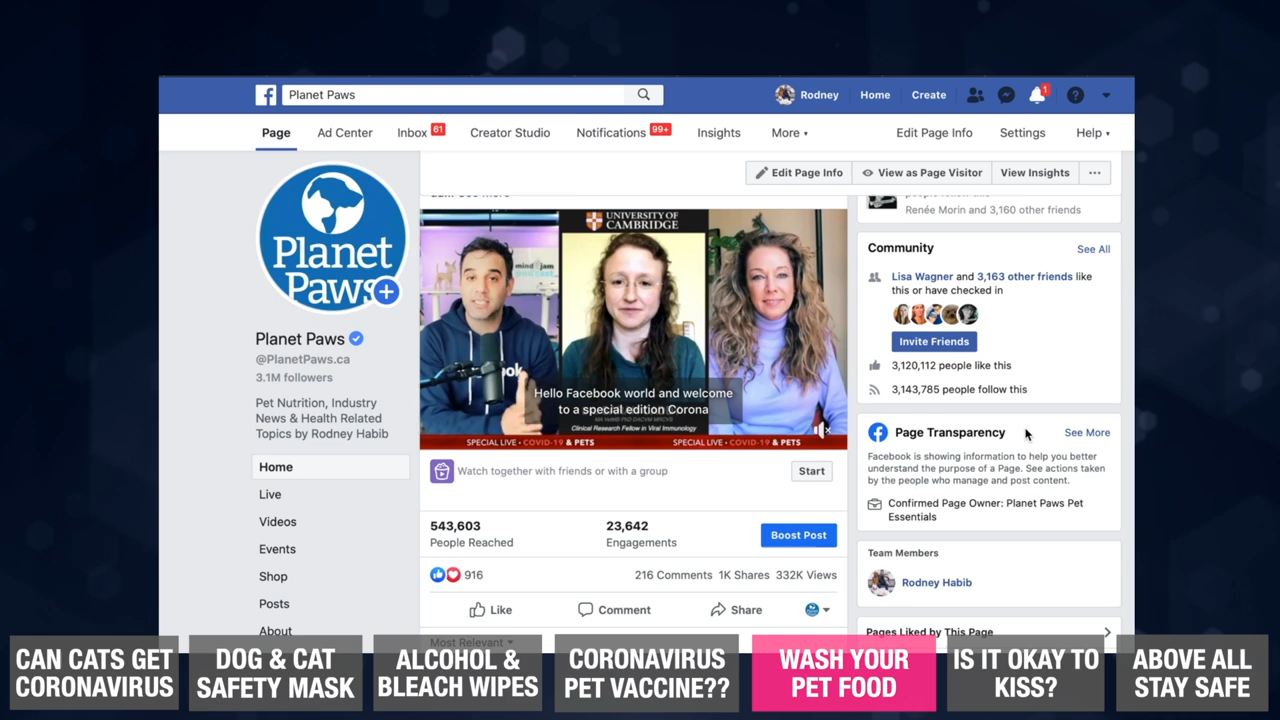 Planet Paws
Rodney
Home
Create
1
Page
Ad Center
Inbox 61
Creator Studio
Notifications 99+
Insights
More
Edit Page Info
Settings
Help
Edit Page Info
View as Page Visitor
View Insights
Planet
Paws
Planet Paws
@PlanetPaws.ca
3.1M followers
Pet Nutrition, Industry
News & Health Related
Topics by Rodney Habib
Home
Live
Videos
Events
Shop
Posts
About
UNIVERSITY OF
CAMBRIDGE
mind jam
Hello Facebook world and welcome
to a special edition Corona
Clinical Research Fellow in Viral Immunology
SPECIAL LIVE • COVID-19 & PETS
SPECIAL LIVE • COVID-19 & PETS
Watch together with friends or with a group
Start
543,603
People Reached
23,642
Engagements
Boost Post
916
216 Comments 1K Shares 332K Views
Like
Comment
Share
Most Relevant
Renée Morin and 3,160 other friends
Community
See All
Lisa Wagner and 3,163 other friends like
this or have checked in
Invite Friends
3,120,112 people like this
3,143,785 people follow this
Page Transparency
See More
Facebook is showing information to help you better
understand the purpose of a Page. See actions taken
by the people who manage and post content.
Confirmed Page Owner: Planet Paws Pet
Essentials
Team Members
Rodney Habib
Pages Liked by This Page
CAN CATS GET
CORONAVIRUS
DOG & CAT
SAFETY MASK
ALCOHOL &
BLEACH WIPES
CORONAVIRUS
PET VACCINE??
WASH YOUR
PET FOOD
IS IT OKAY TO
KISS?
ABOVE ALL
STAY SAFE